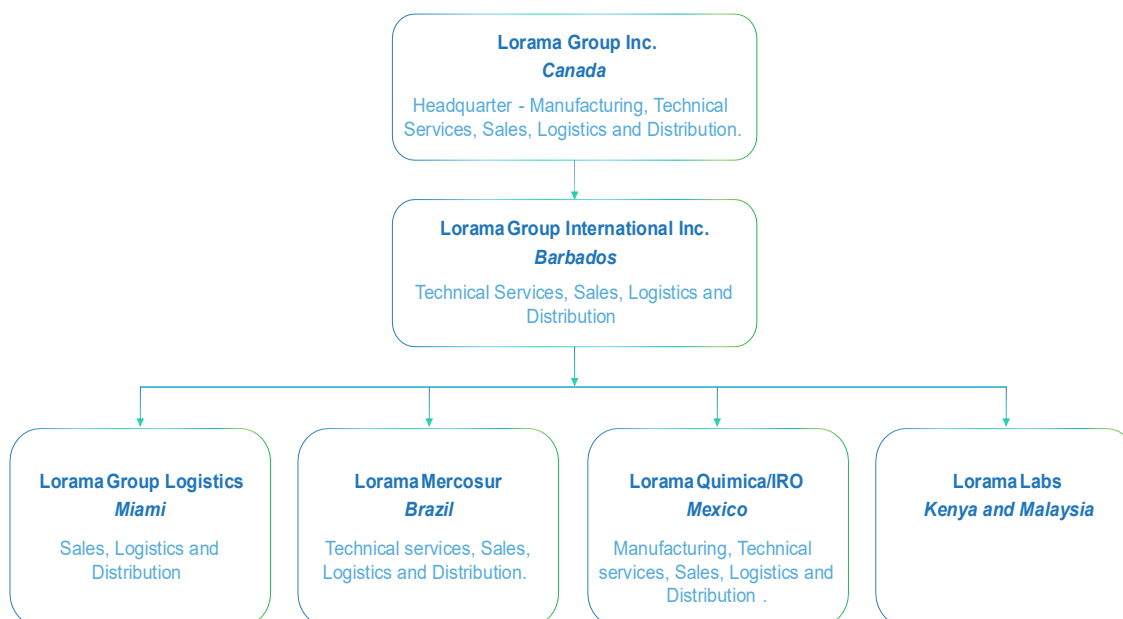 Lorama Group Inc.
Canada
Headquarter - Manufacturing, Technical
Services, Sales, Logistics and Distribution.
Lorama Group International Inc.
Barbados
Technical Services, Sales, Logistics and
Distribution
Lorama Group Logistics
Miami
Sales, Logistics and
Distribution
Lorama Mercosur
Brazil
Technical services, Sales,
Logistics and Distribution.
Lorama Quimica/IRO
Mexico
Manufacturing, Technical
services, Sales, Logistics and
Distribution .
Lorama Labs
Kenya and Malaysia